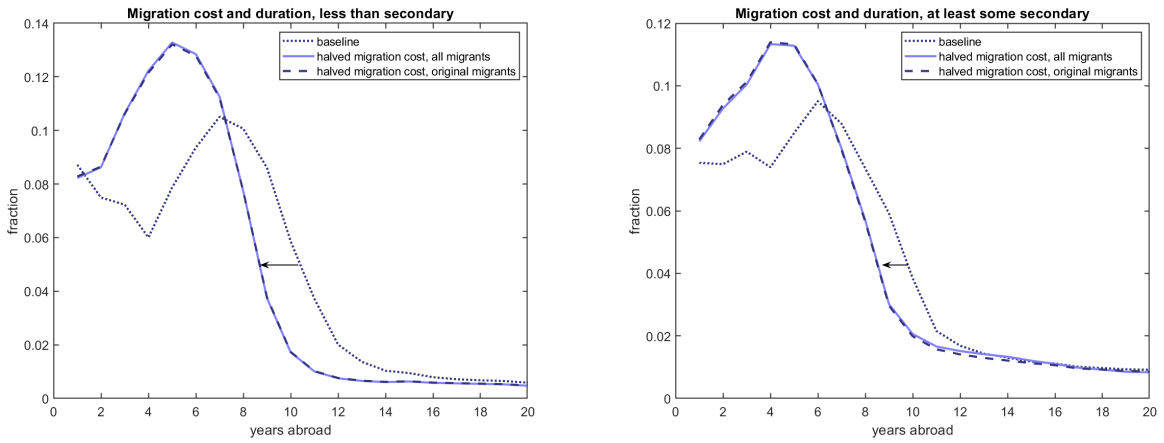 Migration cost and duration, less than secondary
0.14
0.12
0.1
0.08
0.06
0.04
0.02
0
fraction
baseline
halved migration cost, all migrants
halved migration cost, original migrants
0 2 4 6 8 10 12 14 16 18 20
years abroad
Migration cost and duration, at least some secondary
0.12
0.1
0.08
0.06
0.04
0.02
0
fraction
baseline
halved migration cost, all migrants
halved migration cost, original migrants
0 2 4 6 8 10 12 14 16 18 20
years abroad